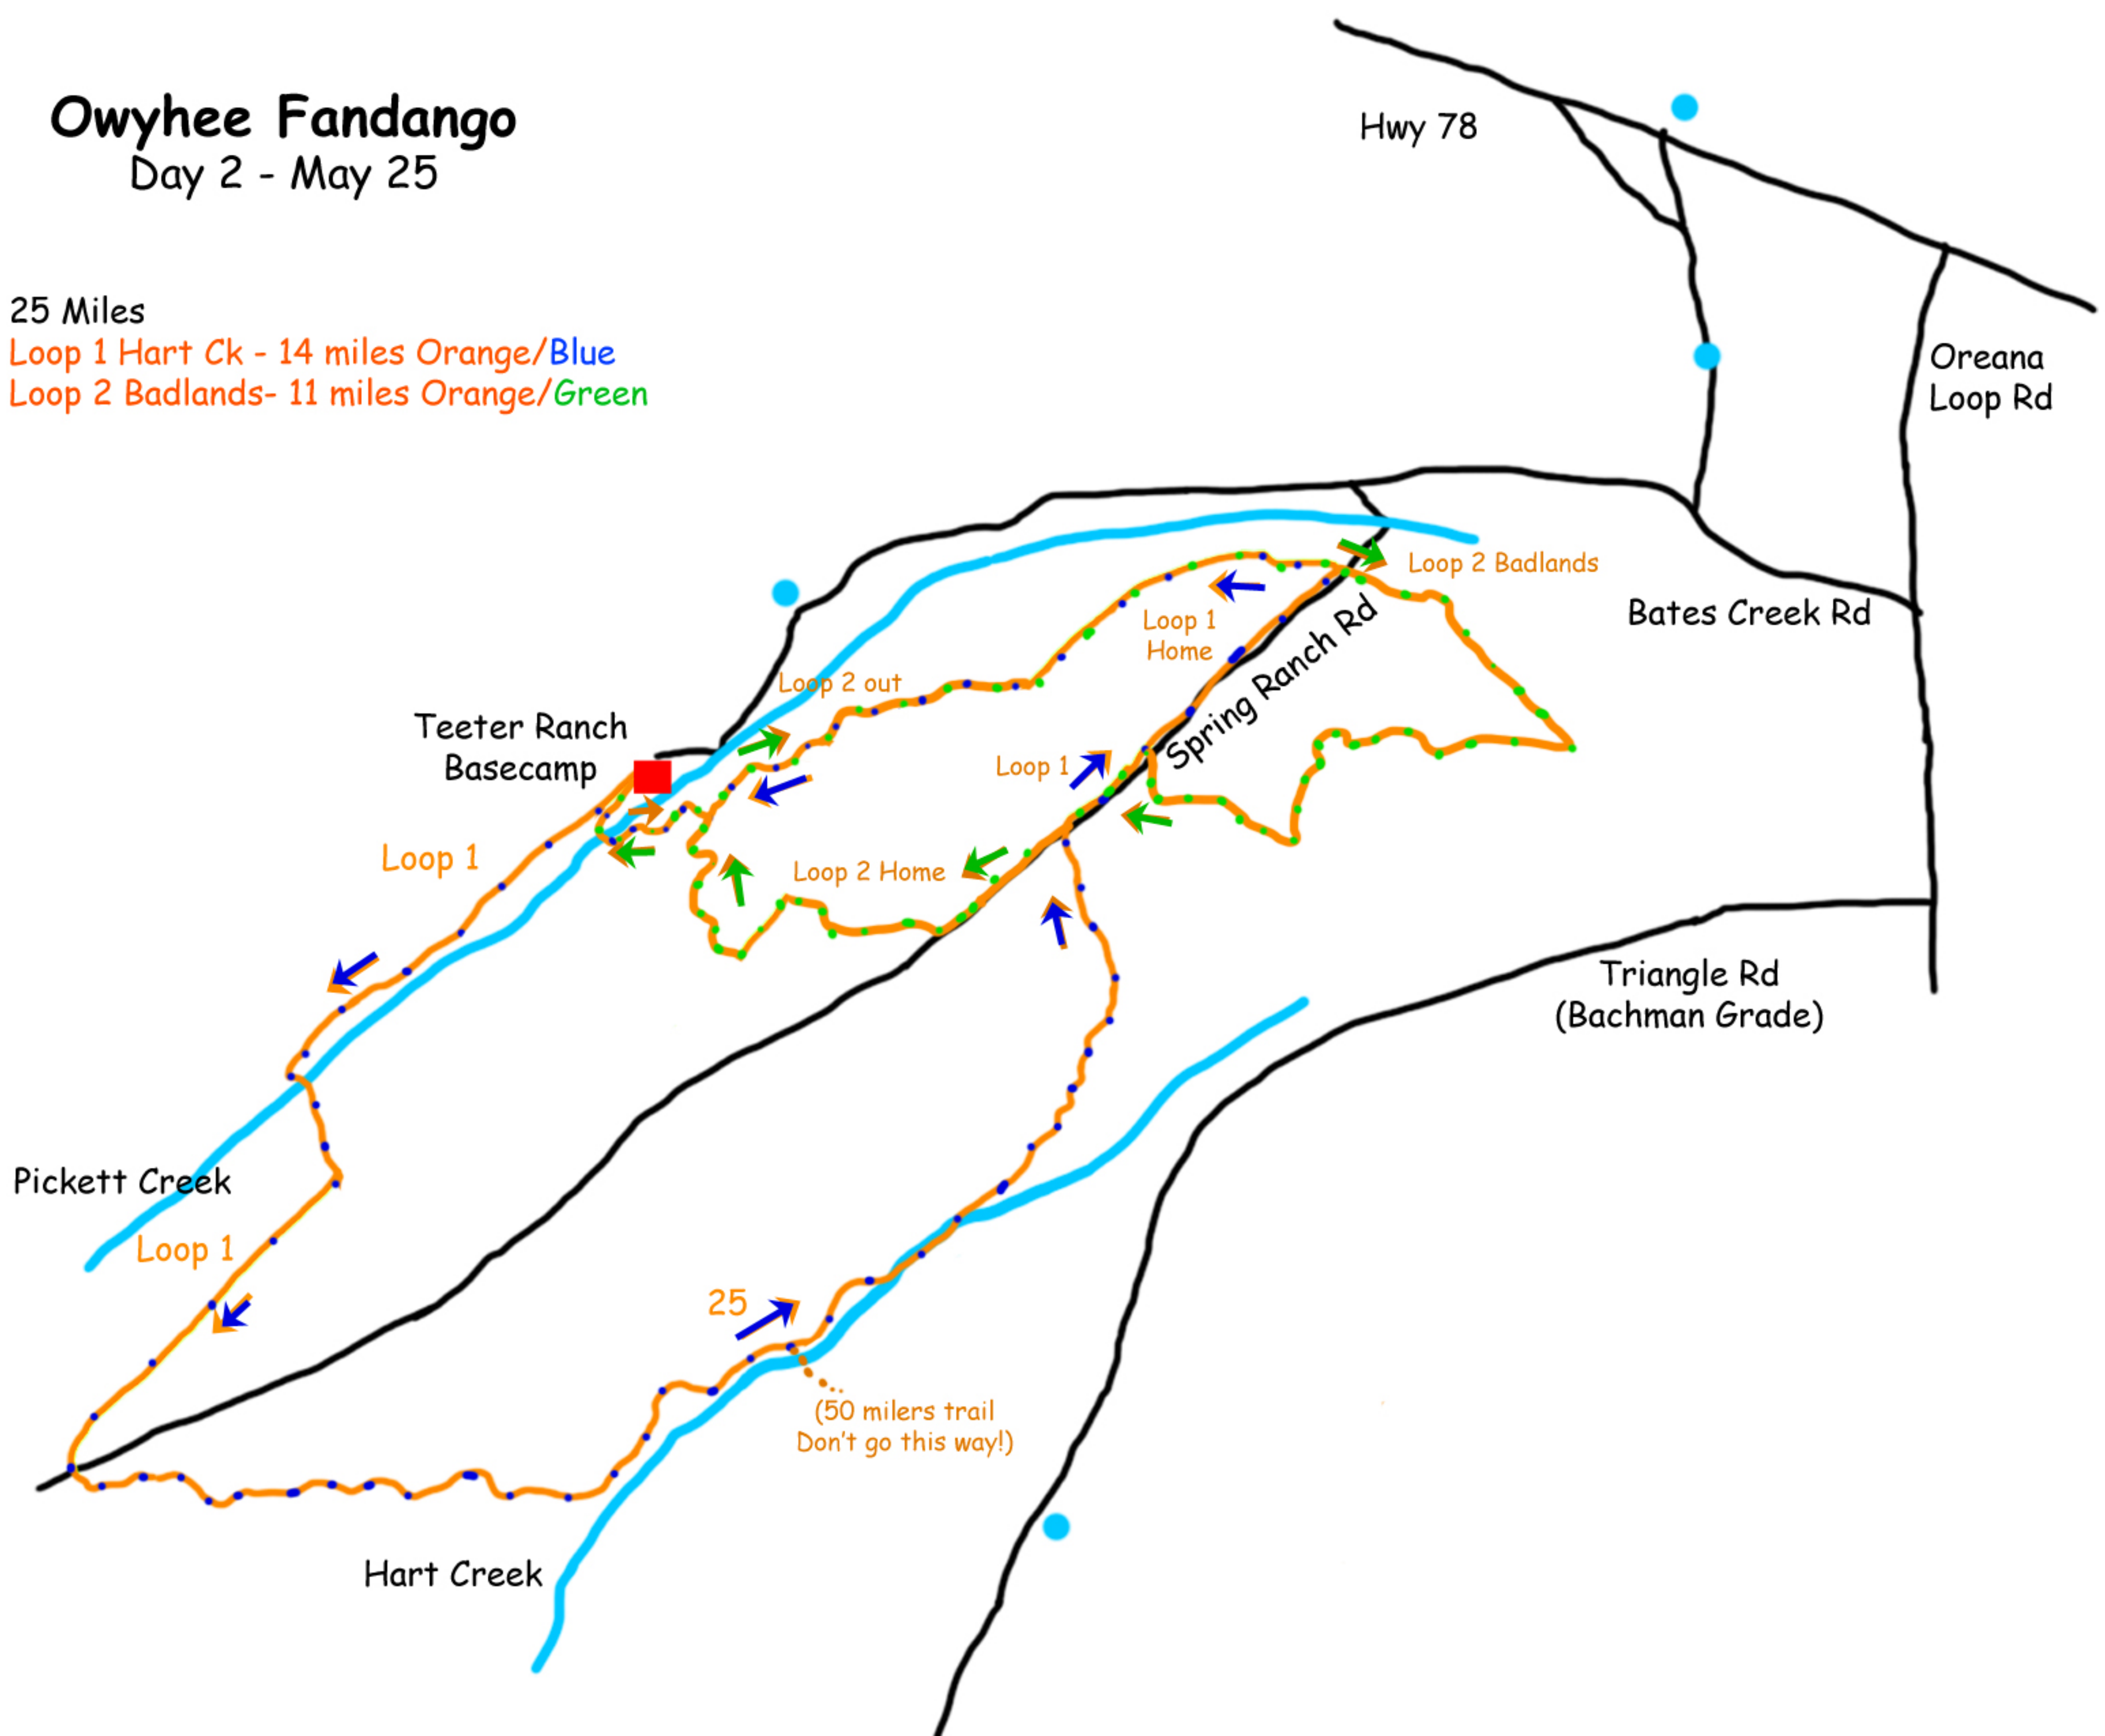 Owyhee Fandango
Day 2 - May 25
25 Miles
Loop 1 Hart Ck - 14 miles Orange/Blue
Loop 2 Badlands- 11 miles Orange/Green
Hwy 78
Oreana
Loop Rd
Loop 2 Badlands
Bates Creek Rd
Loop 1
Home
Spring Ranch Rd
Loop 2 out
Teeter Ranch
Basecamp
Loop 1
Loop 1
Loop 2 Home
Triangle Rd
(Bachman Grade)
Pickett Creek
Loop 1
25
(50 milers trail
Don't go this way!)
Hart Creek